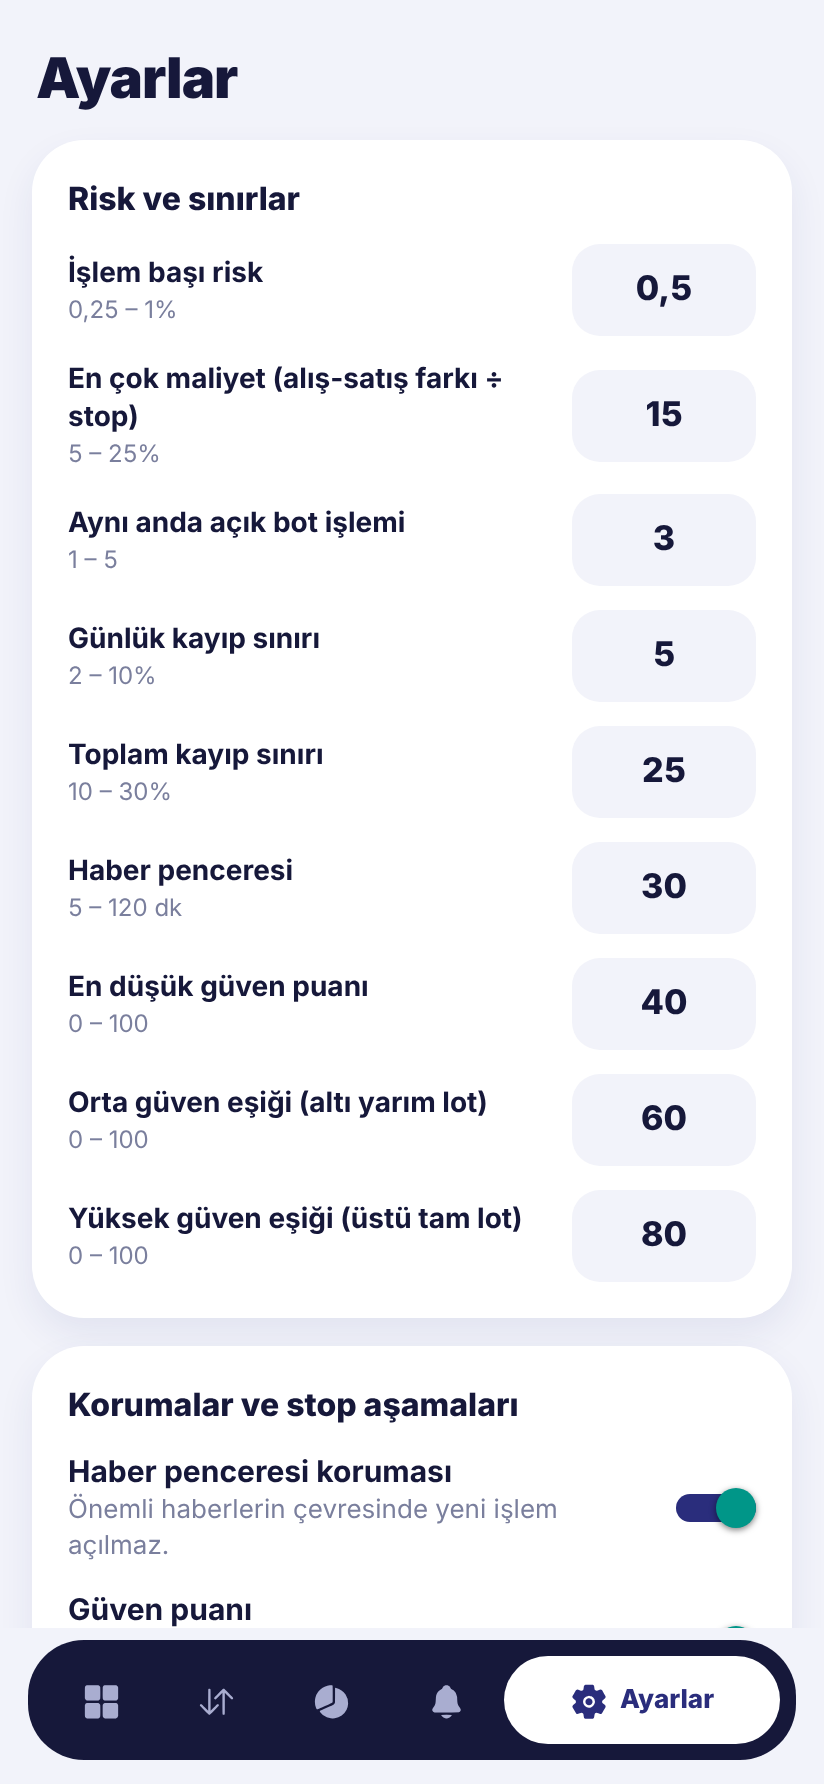 Ayarlar
Risk ve sınırlar
İşlem başı risk
0,25 – 1%
0,5
En çok maliyet (alış-satış farkı ÷
stop)
5 – 25%
15
Aynı anda açık bot işlemi
1 – 5
3
Günlük kayıp sınırı
2 – 10%
5
Toplam kayıp sınırı
10 – 30%
25
Haber penceresi
5 – 120 dk
30
En düşük güven puanı
0 – 100
40
Orta güven eşiği (altı yarım lot)
0 – 100
60
Yüksek güven eşiği (üstü tam lot)
0 – 100
80
Korumalar ve stop aşamaları
Haber penceresi koruması
Önemli haberlerin çevresinde yeni işlem
açılmaz.
Güven puanı
Ayarlar